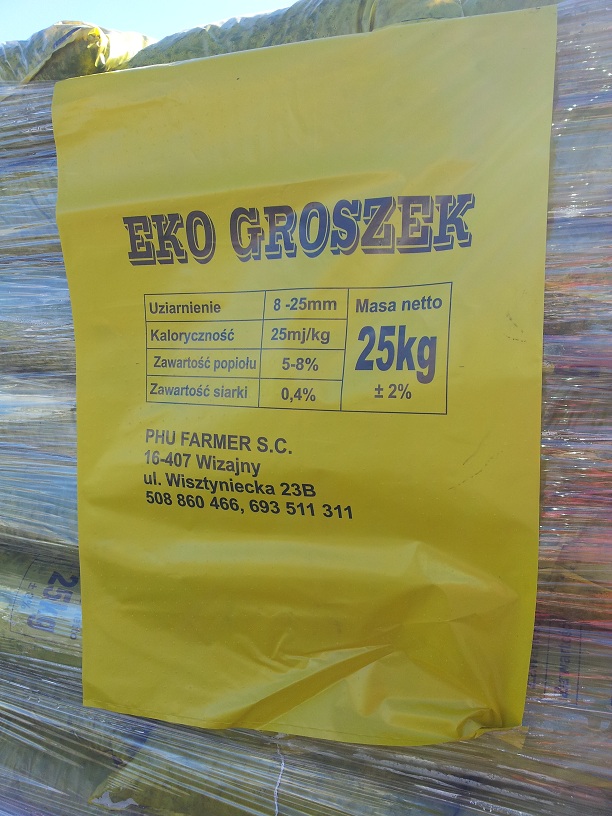 EKO GROSZEK
Uziarnienie 8 -25mm
Kaloryczność 25mj/kg
Zawartość popiołu 5-8%
Zawartość siarki 0,4%
Masa netto
25kg
± 2%
PHU FARMER S.C.
16-407 Wizajny
ul. Wisztyniecka 23B
508 860 466, 693 511 311
25